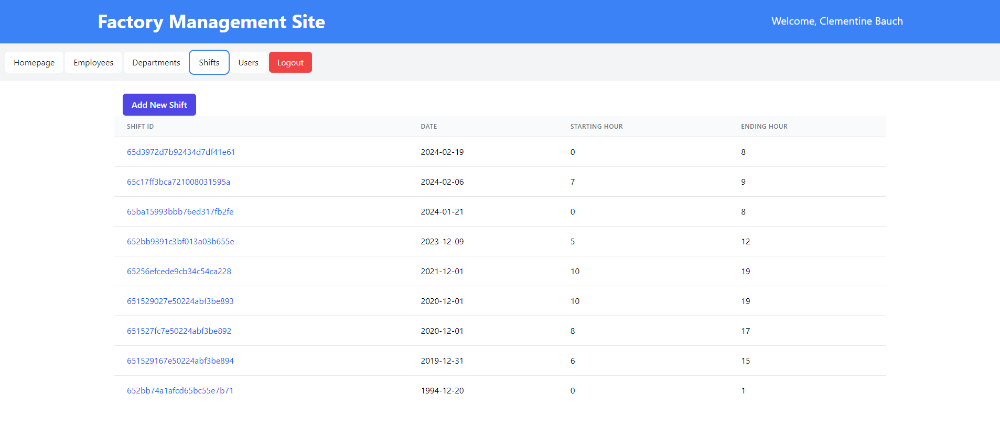 Factory Management Site
Welcome, Clementine Bauch
Homepage Employees Departments Shifts Users Logout
Add New Shift
SHIFT ID DATE STARTING HOUR ENDING HOUR
65d3972d7b92434d7df41e61 2024-02-19 0 8
65c17ff3bca721008031595a 2024-02-06 7 9
65ba15993bbb76ed317fb2fe 2024-01-21 0 8
652bb9391c3bf013a03b655e 2023-12-09 5 12
65256efcede9cb34c54ca228 2021-12-01 10 19
651529027e50224abf3be893 2020-12-01 10 19
651527fc7e50224abf3be892 2020-12-01 8 17
651529167e50224abf3be894 2019-12-31 6 15
652bb74a1afcd65bc55e7b71 1994-12-20 0 1